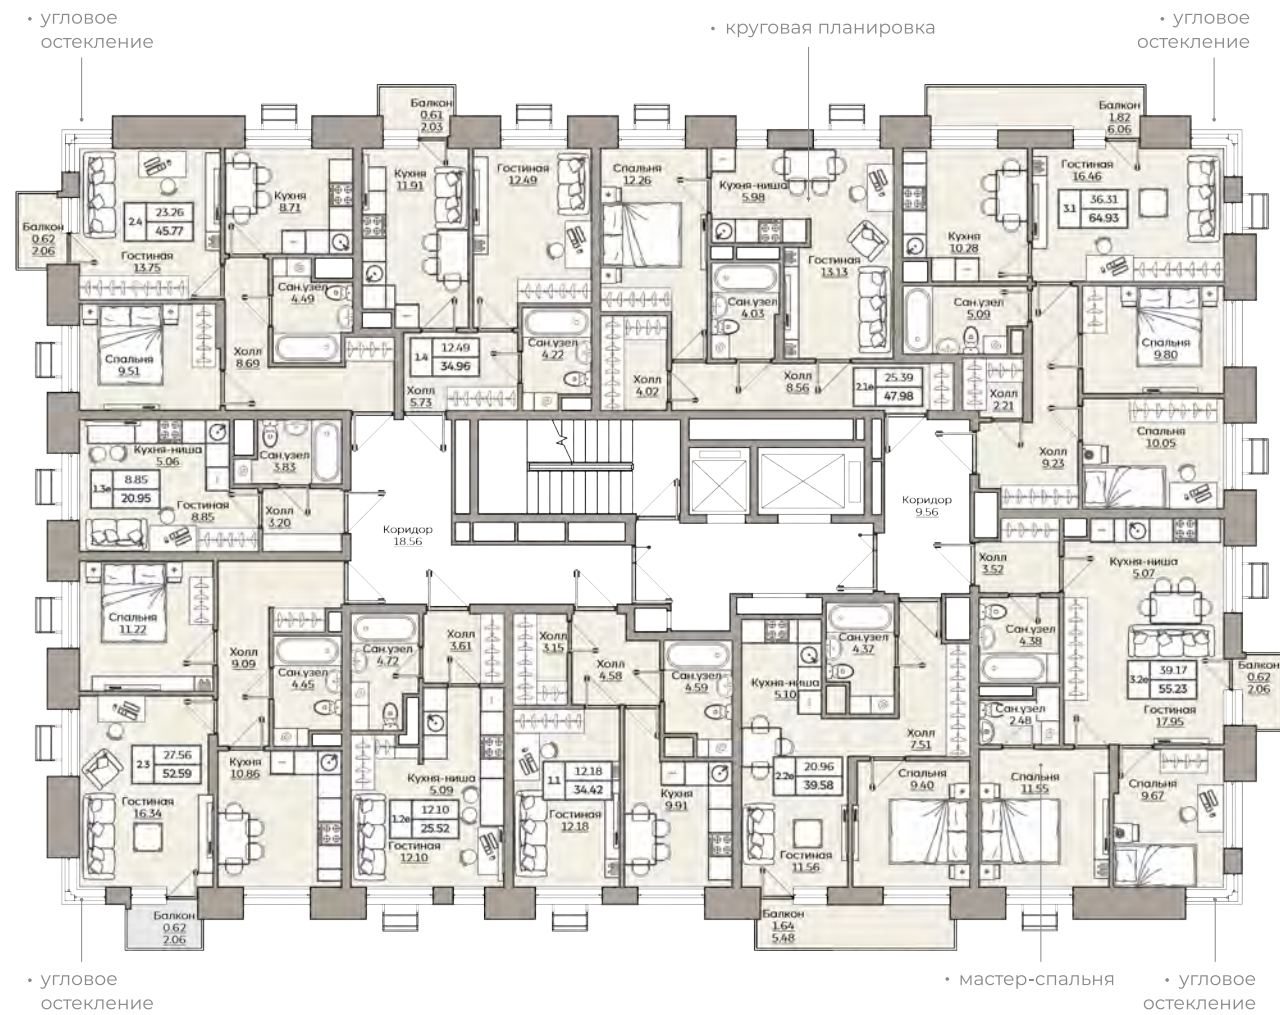 • угловое
остекление
• круговая планировка
• угловое
остекление
Балкон
0.61
2.03
Балкон
1.82
6.06
Балкон
0.62
2.06
2.4
23.26
45.77
Гостиная
13.75
Кухня
8.71
Кухня
11.91
Гостиная
12.49
Спальня
12.26
Кухня-ниша
5.98
Гостиная
13.13
Кухня
10.28
Гостиная
16.46
3.1
36.31
64.93
Сан.узел
4.49
Сан.узел
4.03
Сан.узел
5.09
Спальня
9.51
Холл
8.69
1.4
12.49
34.96
Холл
5.73
Сан.узел
4.22
Холл
4.02
Холл
8.56
2.1е
25.39
47.98
Холл
2.21
Спальня
9.80
Спальня
10.05
Холл
9.23
Кухня-ниша
5.06
1.3е
8.85
20.95
Гостиная
8.85
Сан.узел
3.83
Холл
3.20
Коридор
18.56
Коридор
9.56
Холл
3.52
Кухня-ниша
5.07
Спальня
11.22
Холл
9.09
Сан.узел
4.45
Сан.узел
4.72
Холл
3.61
Холл
3.15
Холл
4.58
Сан.узел
4.59
Кухня-ниша
5.10
Сан.узел
4.37
Сан.узел
4.38
3.2е
39.17
55.23
Гостиная
17.95
Балкон
0.62
2.06
Сан.узел
2.48
Холл
7.51
2.3
27.56
52.59
Гостиная
16.34
Кухня
10.86
Кухня-ниша
5.09
1.2е
12.10
25.52
Гостиная
12.10
1.1
12.18
34.42
Гостиная
12.18
Кухня
9.91
2.2е
20.96
39.58
Гостиная
11.56
Спальня
9.40
Спальня
11.55
Спальня
9.67
Балкон
0.62
2.06
Балкон
1.64
5.48
• угловое
остекление
• мастер-спальня
• угловое
остекление